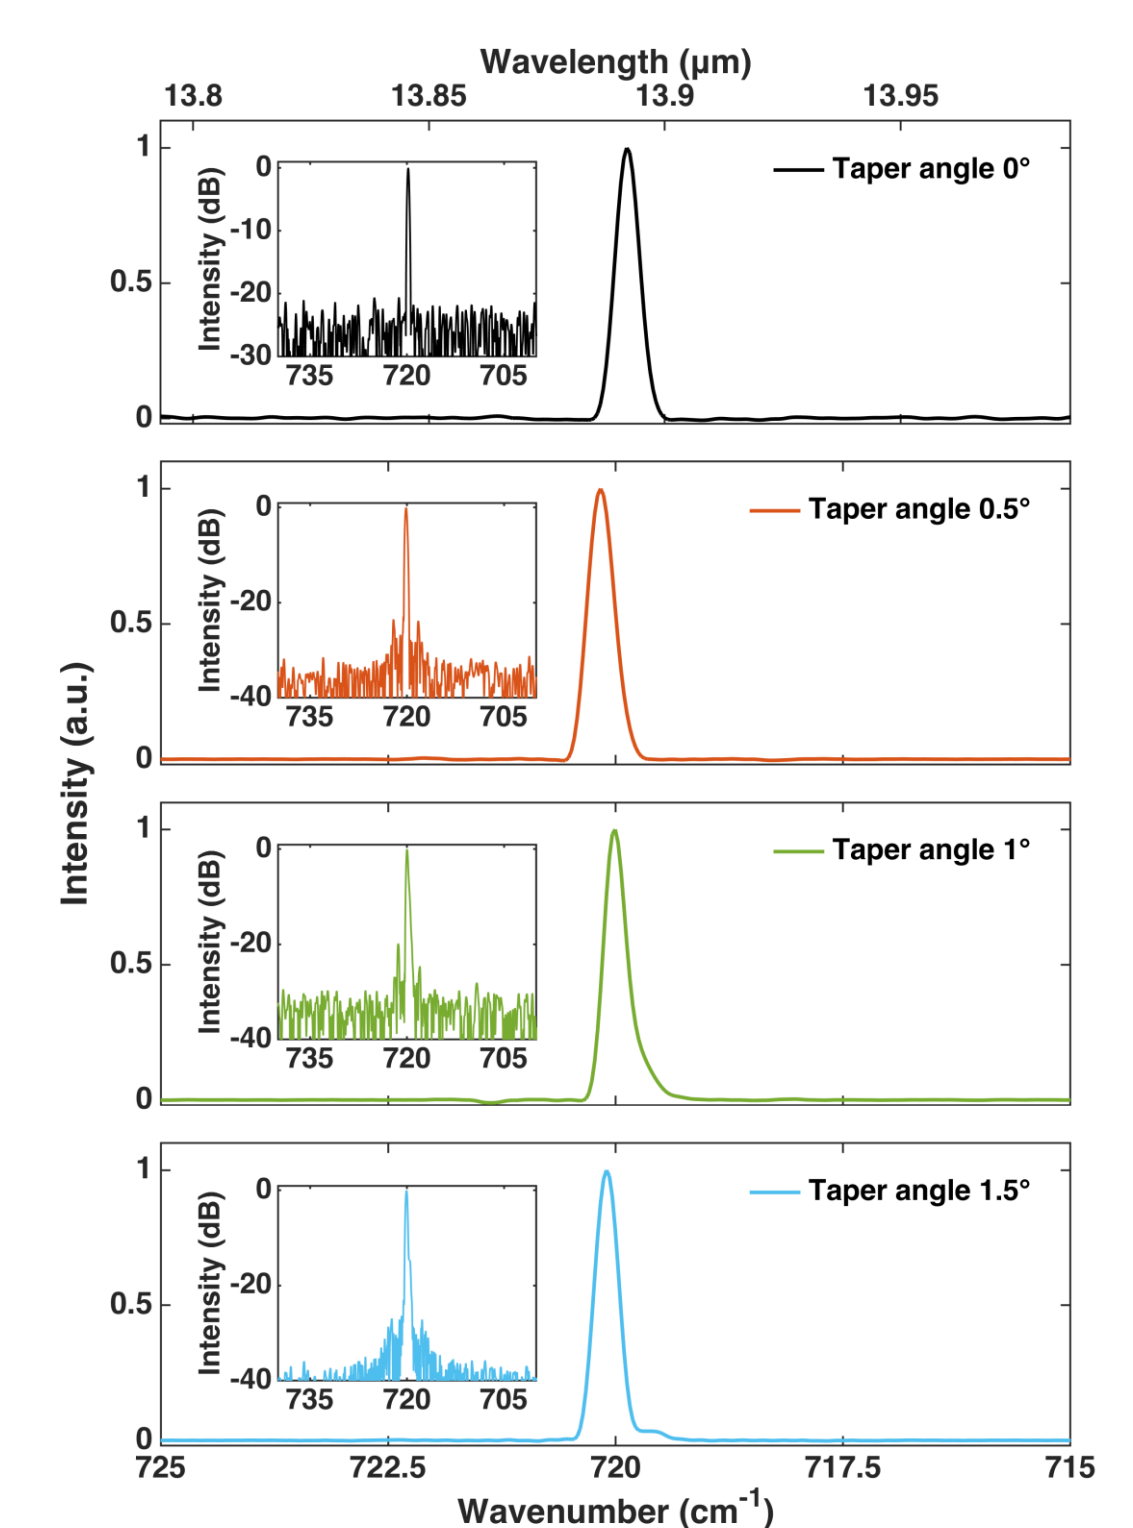 Wavelength (µm)
13.8 13.85 13.9 13.95
Intensity (a.u.)
1
0.5
0
Taper angle 0°
Intensity (dB)
0
-10
-20
-30
735 720 705
1
0.5
0
Taper angle 0.5°
Intensity (dB)
0
-20
-40
735 720 705
1
0.5
0
Taper angle 1°
Intensity (dB)
0
-20
-40
735 720 705
1
0.5
0
Taper angle 1.5°
Intensity (dB)
0
-20
-40
735 720 705
725 722.5 720 717.5 715
Wavenumber (cm⁻¹)